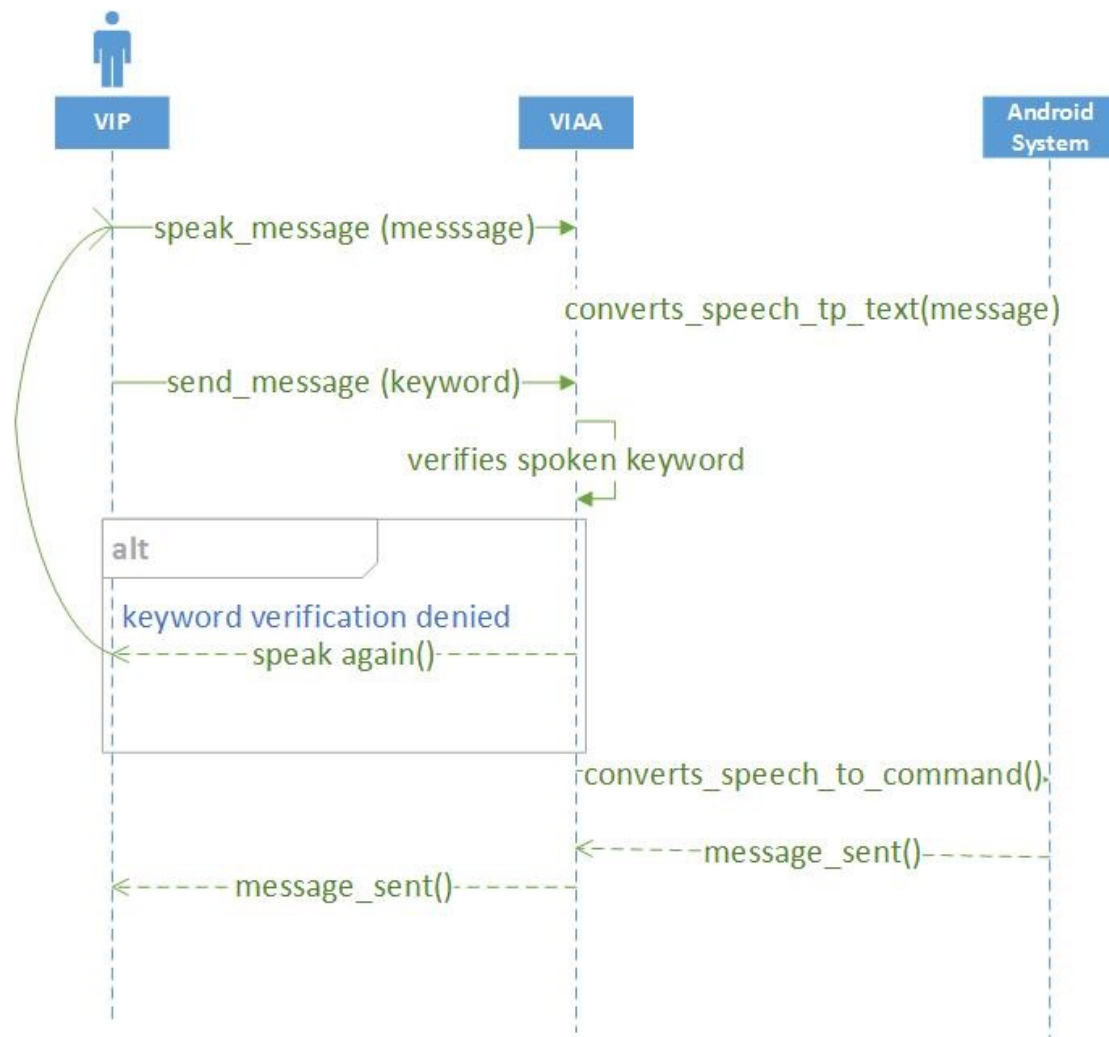 VIP
VIAA
Android
System
speak_message (messsage)
converts_speech_tp_text(message)
send_message (keyword)
verifies spoken keyword
alt
keyword verification denied
speak again()
converts_speech_to_command()
message_sent()
message_sent()